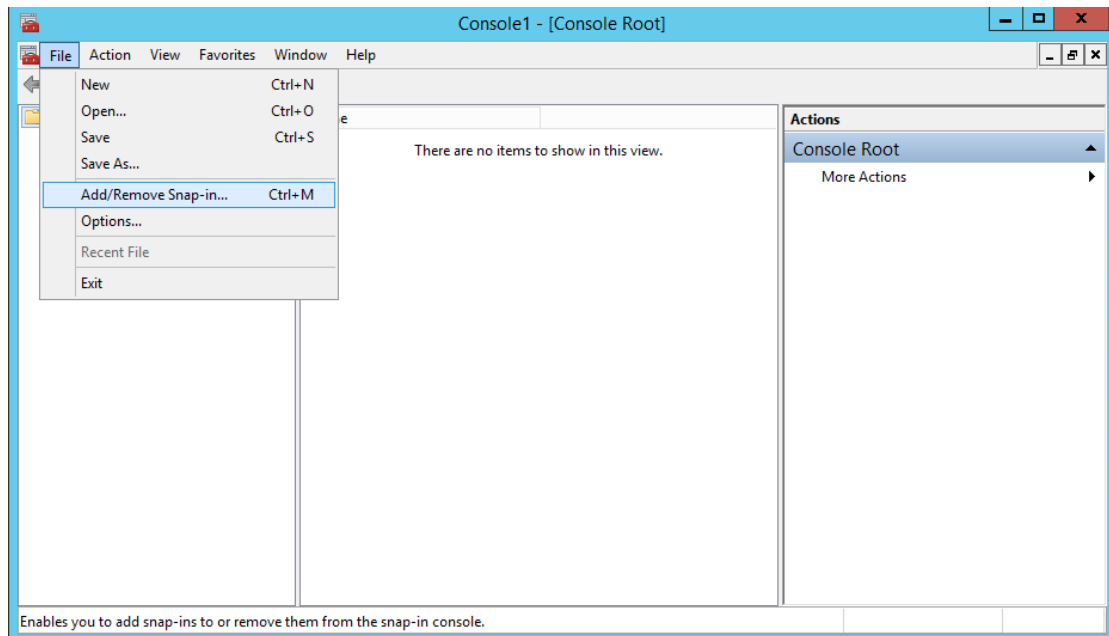 Console1 - [Console Root]
File Action View Favorites Window Help
New Ctrl+N
Open... Ctrl+O
Save Ctrl+S
Save As...
Add/Remove Snap-in... Ctrl+M
Options...
Recent File
Exit
There are no items to show in this view.
Actions
Console Root
More Actions
Enables you to add snap-ins to or remove them from the snap-in console.